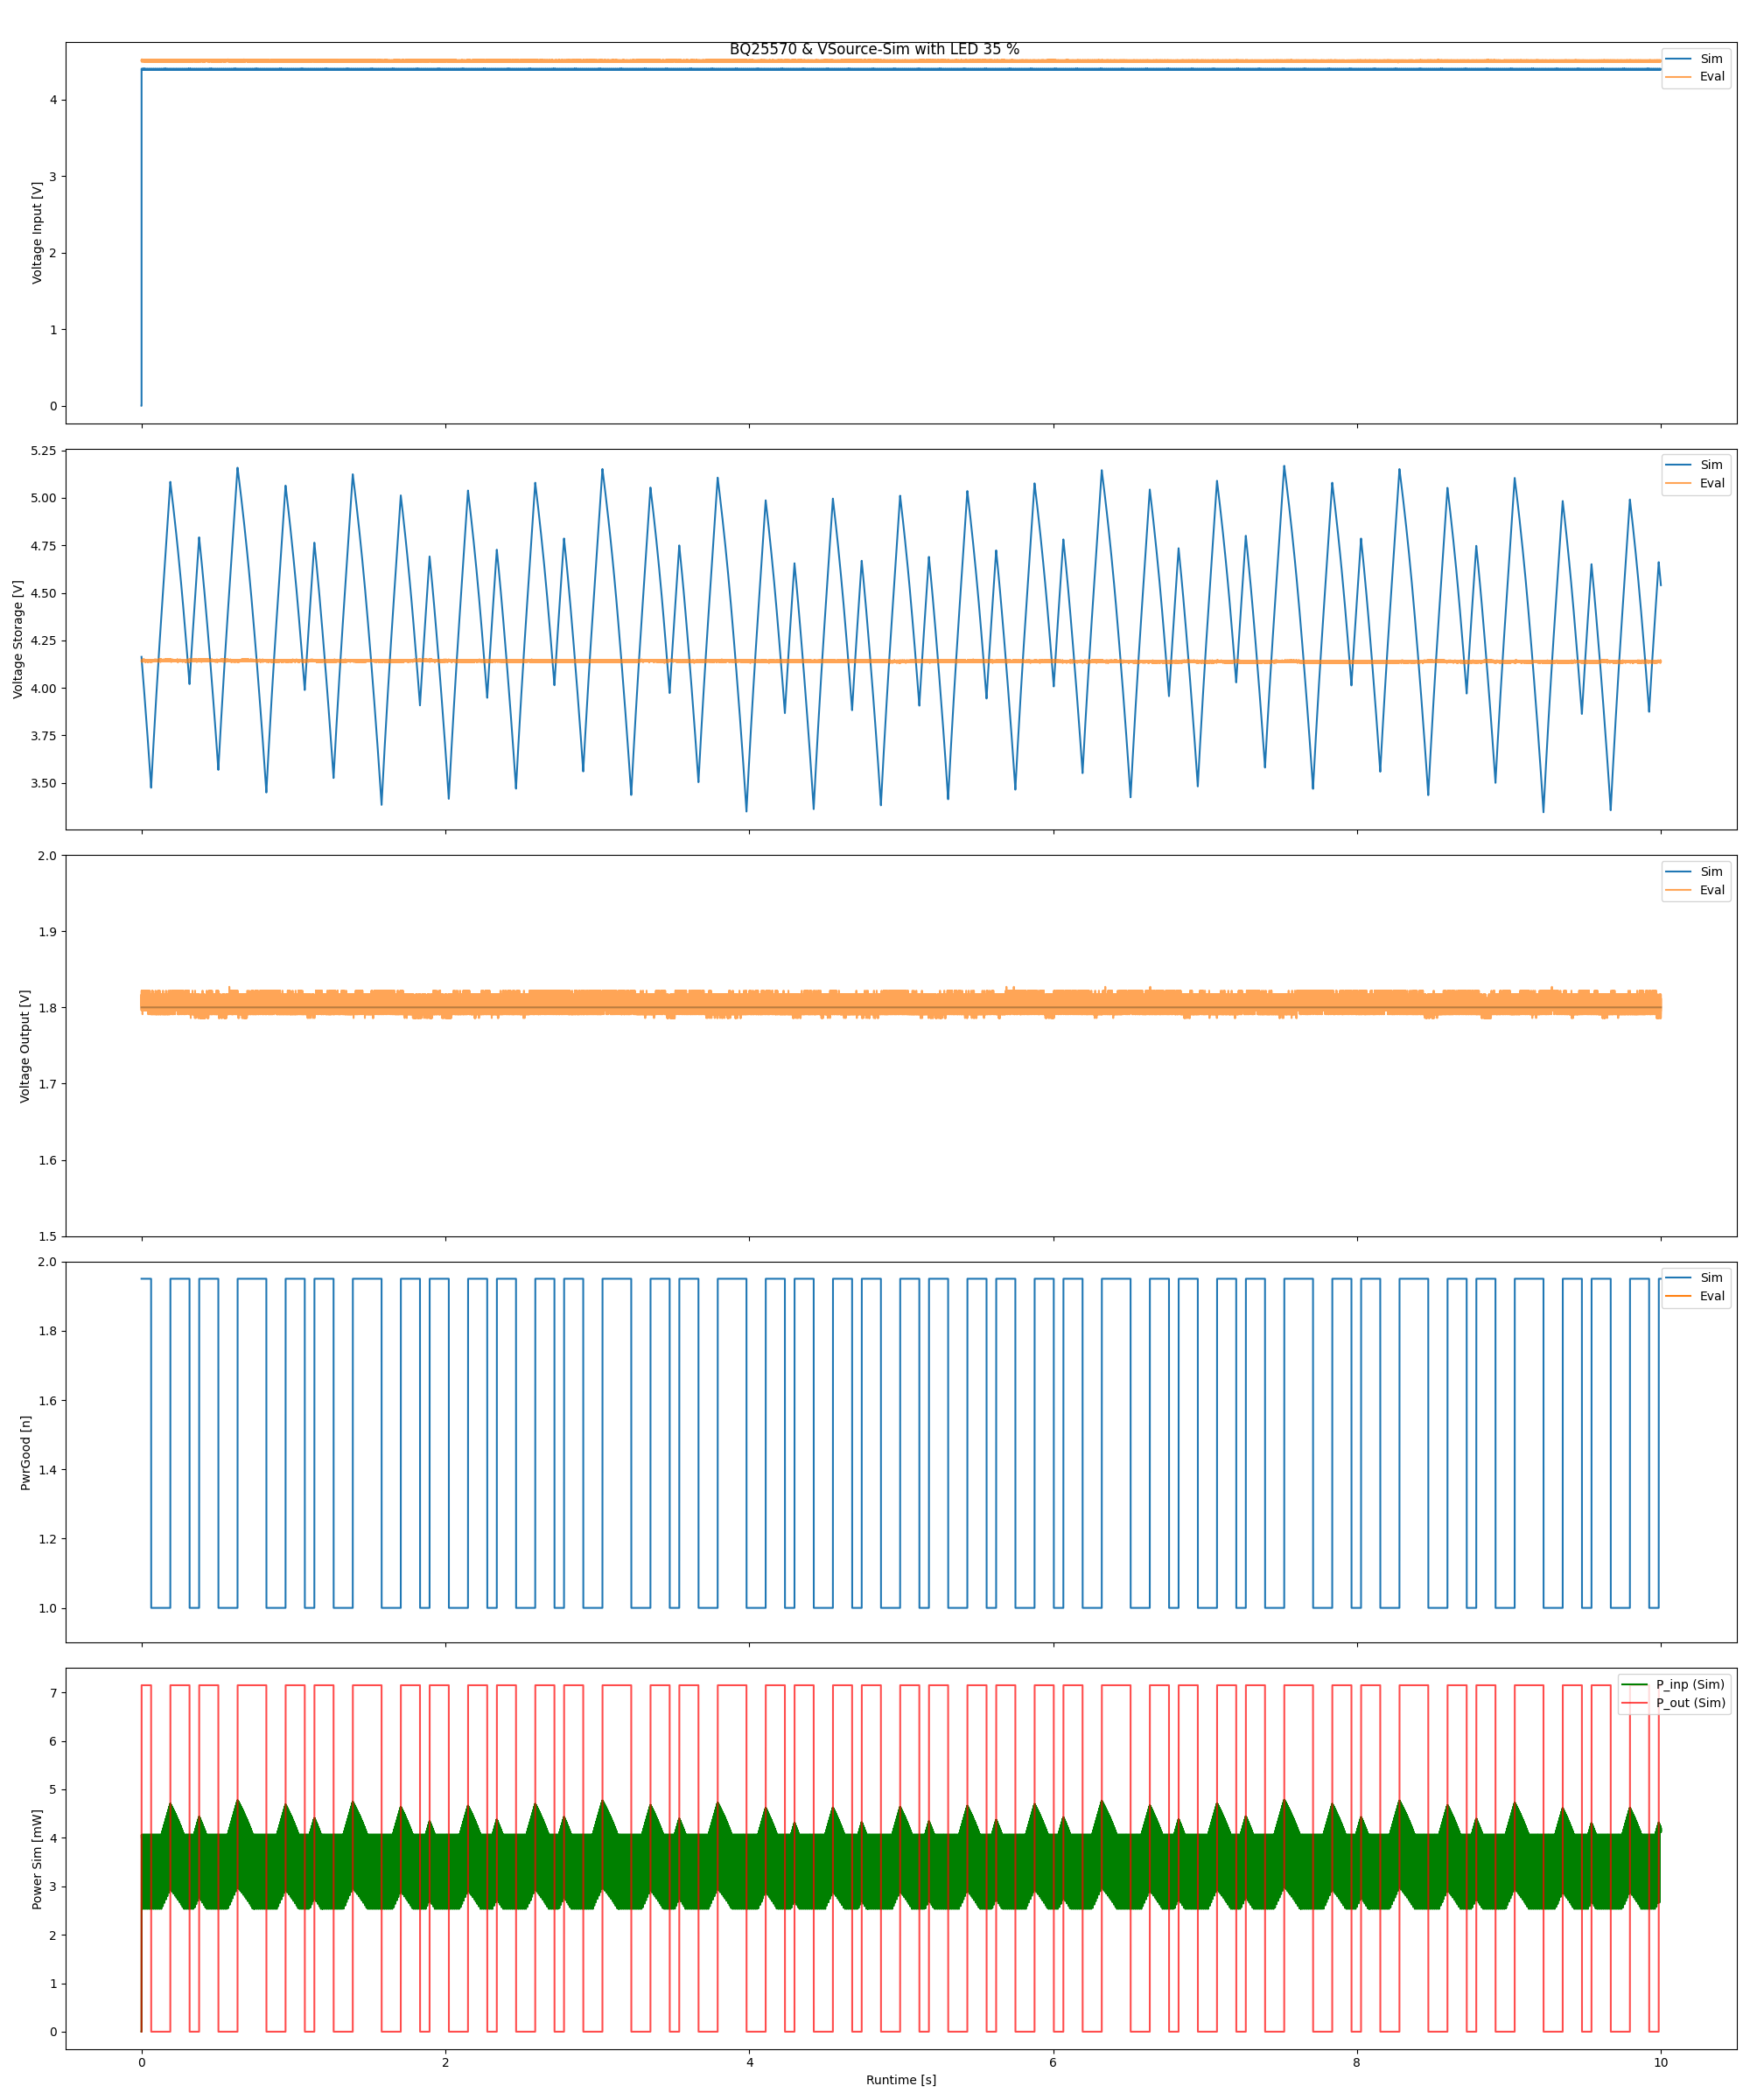 BQ25570 & VSource-Sim with LED 35 %
Voltage Input [V]
4
3
2
1
0
Sim
Eval
Voltage Storage [V]
5.25
5.00
4.75
4.50
4.25
4.00
3.75
3.50
Sim
Eval
Voltage Output [V]
2.0
1.9
1.8
1.7
1.6
1.5
Sim
Eval
PwrGood [n]
2.0
1.8
1.6
1.4
1.2
1.0
Sim
Eval
Power Sim [mW]
7
6
5
4
3
2
1
0
P_inp (Sim)
P_out (Sim)
0
2
4
6
8
10
Runtime [s]